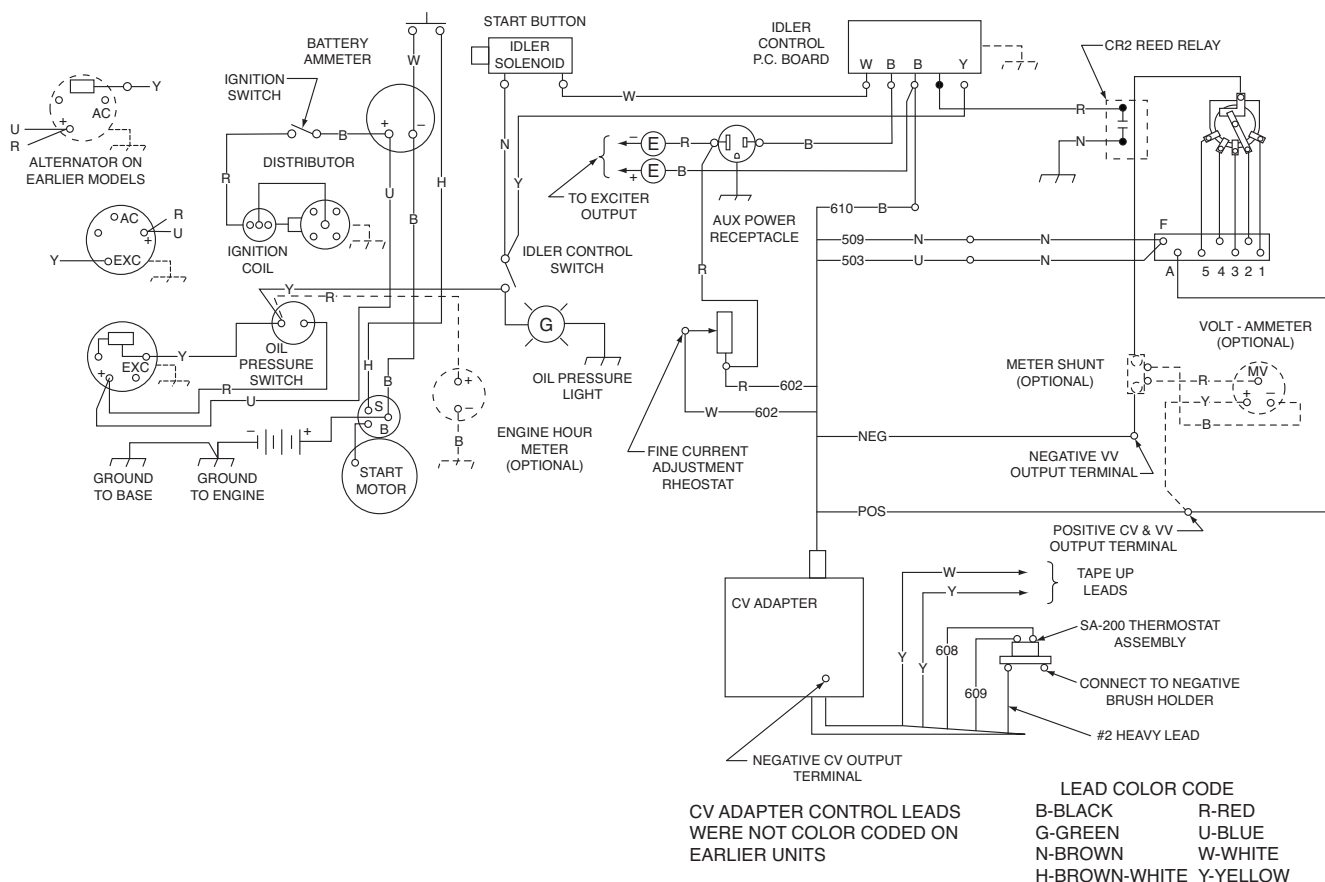 START BUTTON
IDLER
SOLENOID
IDLER
CONTROL
P.C. BOARD
W B B Y
CR2 REED RELAY
BATTERY
AMMETER
IGNITION
SWITCH
W
Y
AC
+
U
R
ALTERNATOR ON
EARLIER MODELS
B
+ –
DISTRIBUTOR
R
IGNITION
COIL
U
H
B
N
Y
W
R
N
– E R
+ E B
B
TO EXCITER
OUTPUT
AUX POWER
RECEPTACLE
610 B
509 N N
503 U N
F
A 5 4 3 2 1
AC
R
U
+
Y
EXC
IDLER CONTROL
SWITCH
R
Y
R
G
OIL PRESSURE
LIGHT
OIL
PRESSURE
SWITCH
Y
EXC
+
R
U
H
B
S
B
+
–
B
ENGINE HOUR
METER
(OPTIONAL)
– +
GROUND
TO BASE
GROUND
TO ENGINE
START
MOTOR
R 602
W 602
FINE CURRENT
ADJUSTMENT
RHEOSTAT
VOLT - AMMETER
(OPTIONAL)
METER SHUNT
(OPTIONAL)
R
Y
B
MV
+ –
NEG
NEGATIVE VV
OUTPUT TERMINAL
POS
POSITIVE CV & VV
OUTPUT TERMINAL
CV ADAPTER
W
Y
TAPE UP
LEADS
Y
Y
608
609
SA-200 THERMOSTAT
ASSEMBLY
CONNECT TO NEGATIVE
BRUSH HOLDER
#2 HEAVY LEAD
NEGATIVE CV OUTPUT
TERMINAL
CV ADAPTER CONTROL LEADS
WERE NOT COLOR CODED ON
EARLIER UNITS
LEAD COLOR CODE
B-BLACK R-RED
G-GREEN U-BLUE
N-BROWN W-WHITE
H-BROWN-WHITE Y-YELLOW